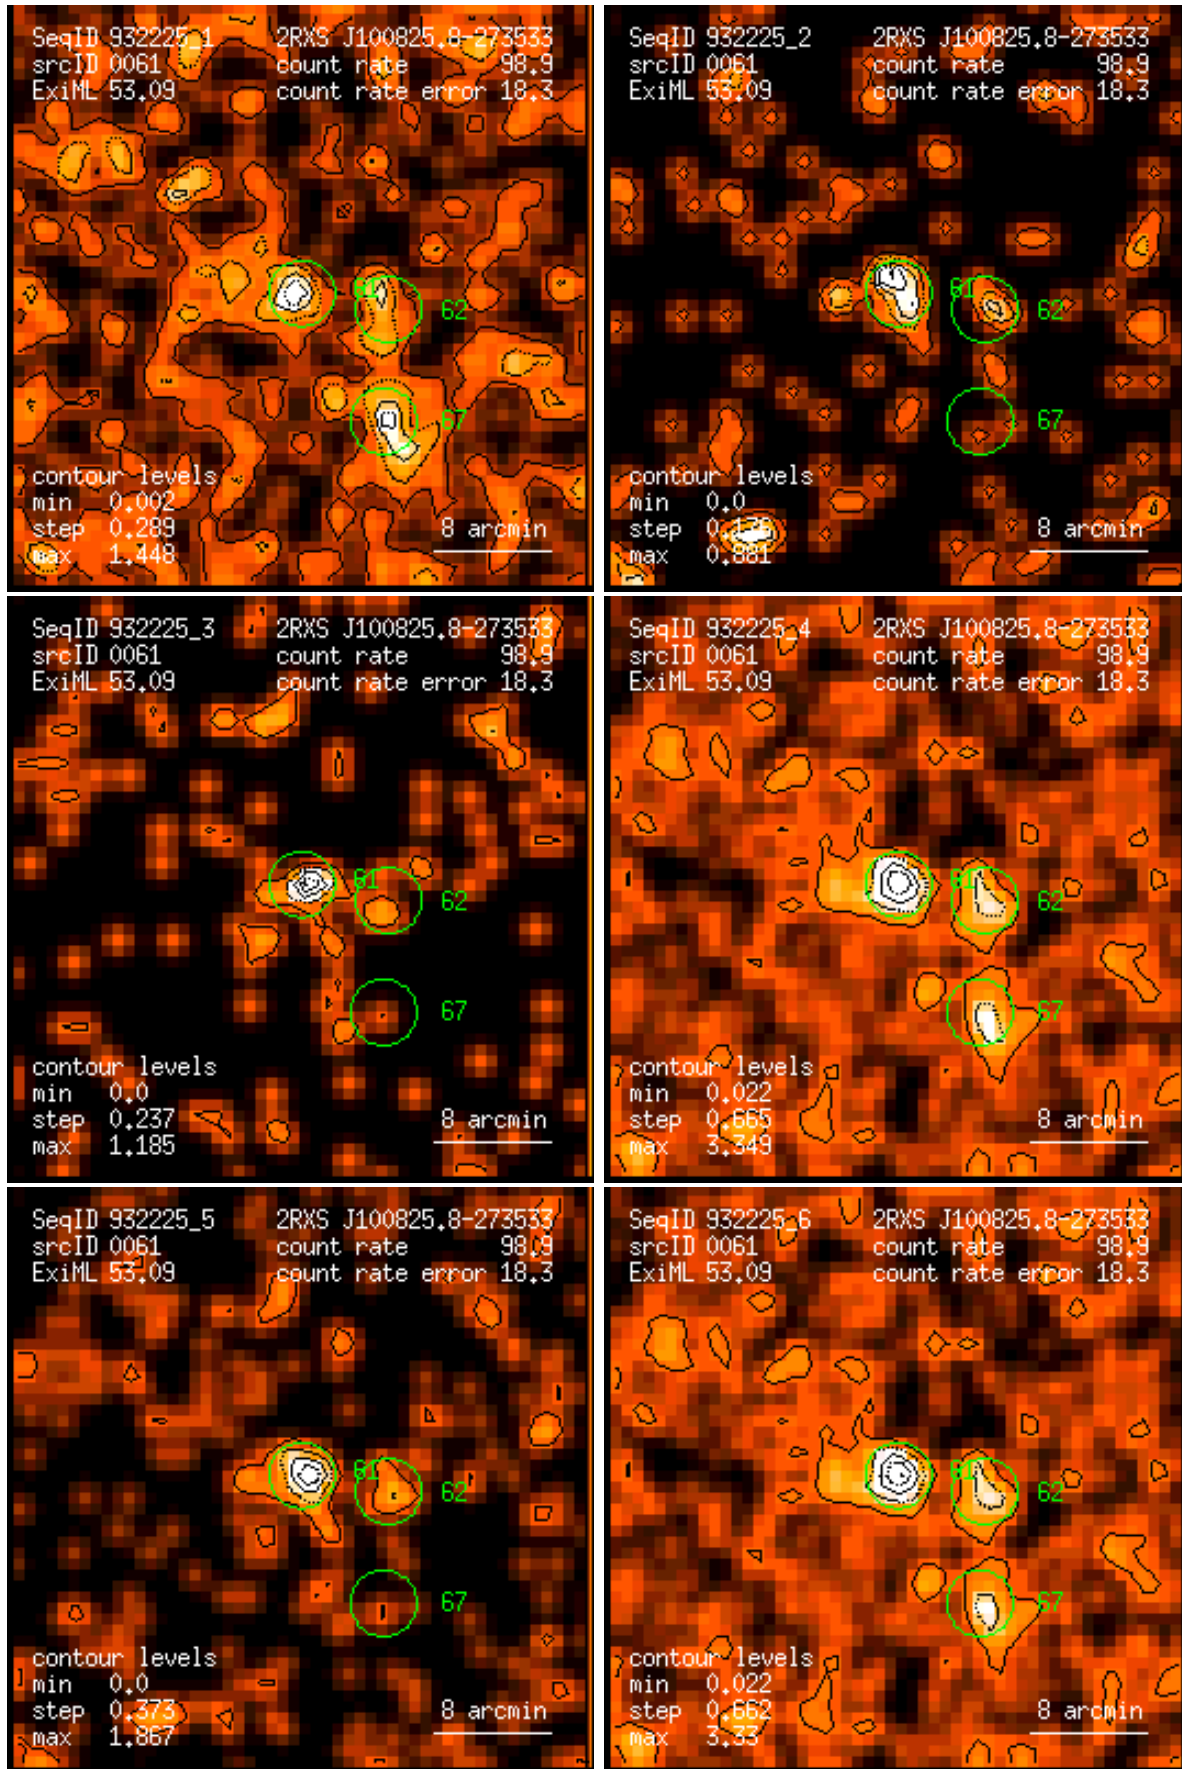 SeqID 932225_1 2RXS J100825.8-273533
srcID 0061 count rate 98.9
ExiML 53.09 count rate error 18.3
61
62
67
contour levels
min 0.002
step 0.289 8 arcmin
max 1.448
SeqID 932225_2 2RXS J100825.8-273533
srcID 0061 count rate 98.9
ExiML 53.09 count rate error 18.3
61
62
67
contour levels
min 0.0
step 0.176 8 arcmin
max 0.881
SeqID 932225_3 2RXS J100825.8-273533
srcID 0061 count rate 98.9
ExiML 53.09 count rate error 18.3
61
62
67
contour levels
min 0.0
step 0.237 8 arcmin
max 1.185
SeqID 932225_4 2RXS J100825.8-273533
srcID 0061 count rate 98.9
ExiML 53.09 count rate error 18.3
61
62
67
contour levels
min 0.022
step 0.665 8 arcmin
max 3.349
SeqID 932225_5 2RXS J100825.8-273533
srcID 0061 count rate 98.9
ExiML 53.09 count rate error 18.3
61
62
67
contour levels
min 0.0
step 0.373 8 arcmin
max 1.867
SeqID 932225_6 2RXS J100825.8-273533
srcID 0061 count rate 98.9
ExiML 53.09 count rate error 18.3
61
62
67
contour levels
min 0.022
step 0.662 8 arcmin
max 3.33